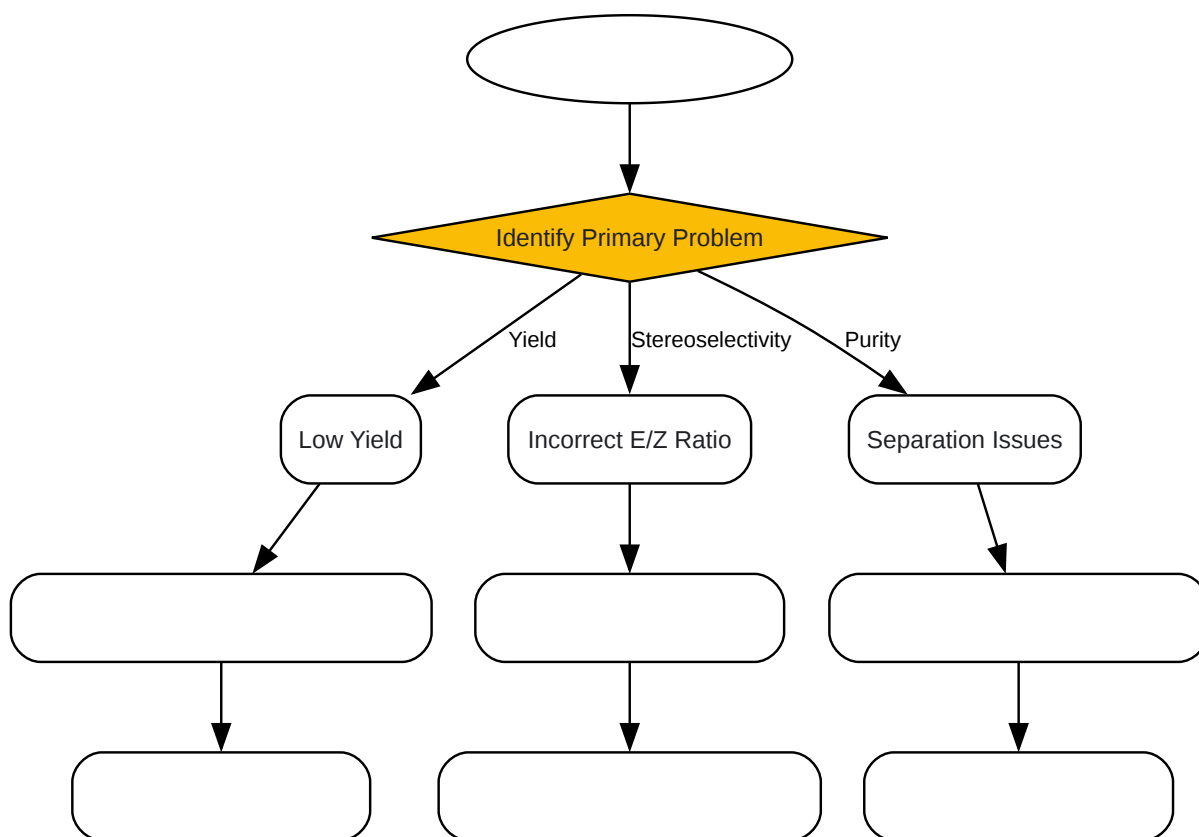 Identify Primary Problem
Yield
Stereoselectivity
Purity
Low Yield
Incorrect E/Z Ratio
Separation Issues